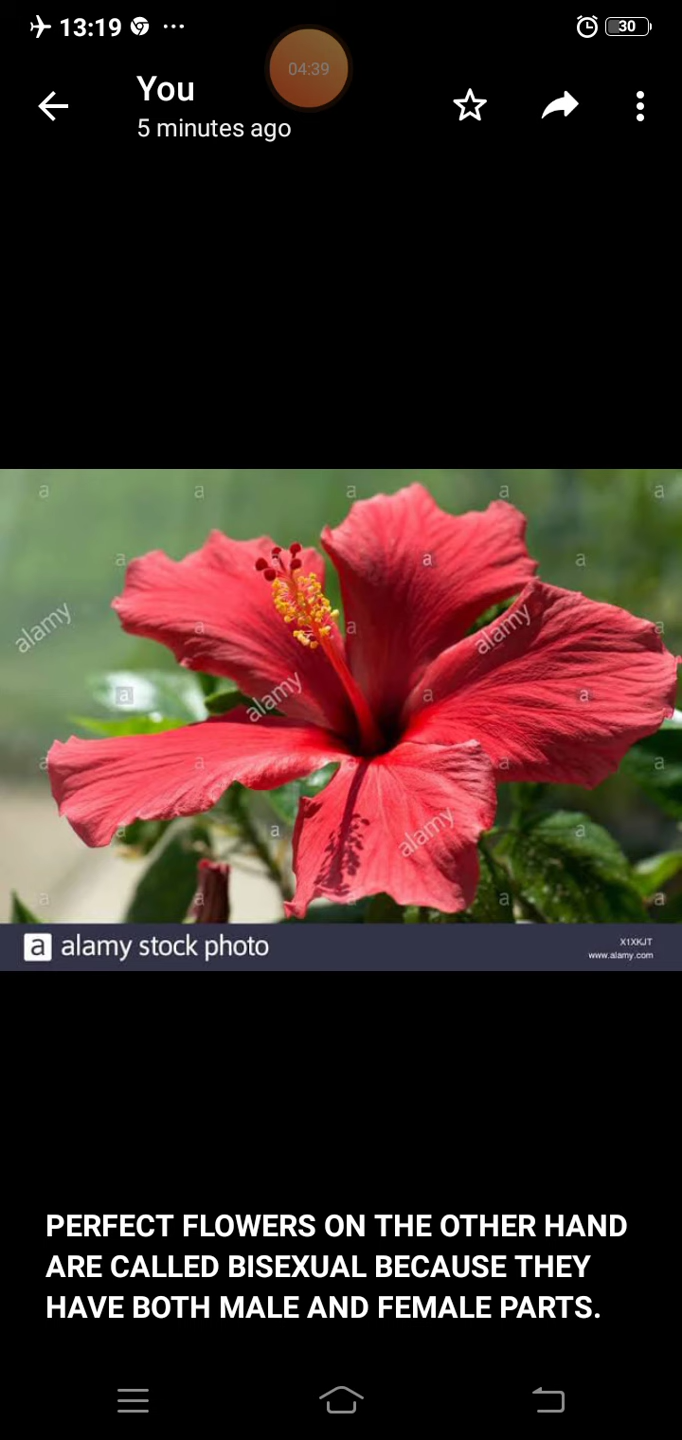 13:19
30
04:39
You
5 minutes ago
a a a a a
a a a
alamy
alamy
a a a
alamy
a a a
a a a a a
alamy
a a a
a a a a a
a alamy stock photo
X1XKJT
www.alamy.com
PERFECT FLOWERS ON THE OTHER HAND
ARE CALLED BISEXUAL BECAUSE THEY
HAVE BOTH MALE AND FEMALE PARTS.